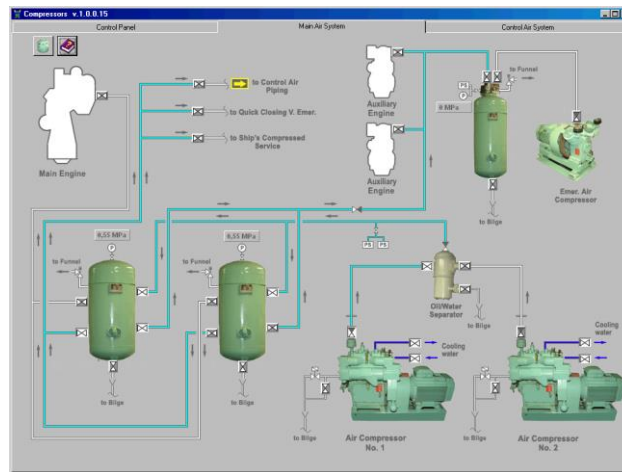 Compressors v.1.0.0.15
Control Panel
Main Air System
Control Air System
to Control Air
Piping
to Quick Closing V. Emer.
to Ship's Compressed
Service
Main Engine
Auxiliary
Engine
Auxiliary
Engine
PS
P
0 MPa
to Funnel
to Bilge
Emer. Air
Compressor
6,55 MPa
P
to Funnel
to Bilge
6,55 MPa
P
to Funnel
to Bilge
PS
PS
Oil/Water
Separator
to Bilge
Cooling
water
to Bilge
Air Compressor
No. 1
Cooling
water
to Bilge
Air Compressor
No. 2